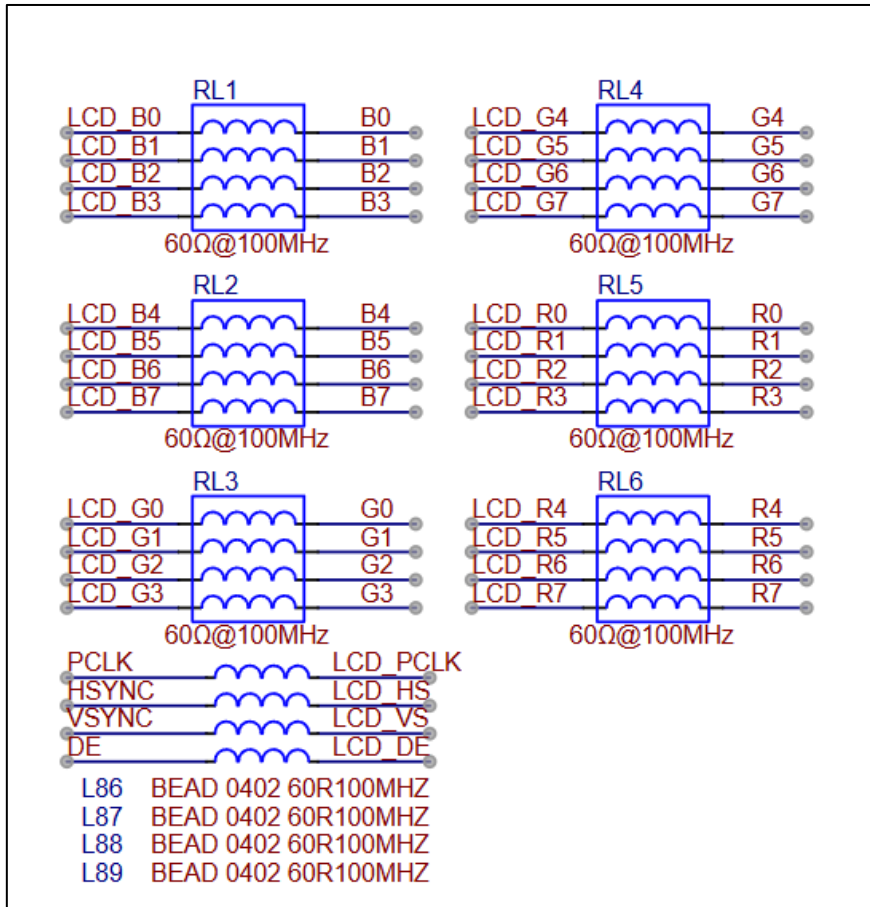 RL1
LCD_B0 B0
LCD_B1 B1
LCD_B2 B2
LCD_B3 B3
60Ω@100MHz
RL4
LCD_G4 G4
LCD_G5 G5
LCD_G6 G6
LCD_G7 G7
60Ω@100MHz
RL2
LCD_B4 B4
LCD_B5 B5
LCD_B6 B6
LCD_B7 B7
60Ω@100MHz
RL5
LCD_R0 R0
LCD_R1 R1
LCD_R2 R2
LCD_R3 R3
60Ω@100MHz
RL3
LCD_G0 G0
LCD_G1 G1
LCD_G2 G2
LCD_G3 G3
60Ω@100MHz
RL6
LCD_R4 R4
LCD_R5 R5
LCD_R6 R6
LCD_R7 R7
60Ω@100MHz
PCLK LCD_PCLK
HSYNC LCD_HS
VSYNC LCD_VS
DE LCD_DE
L86 BEAD 0402 60R100MHZ
L87 BEAD 0402 60R100MHZ
L88 BEAD 0402 60R100MHZ
L89 BEAD 0402 60R100MHZ